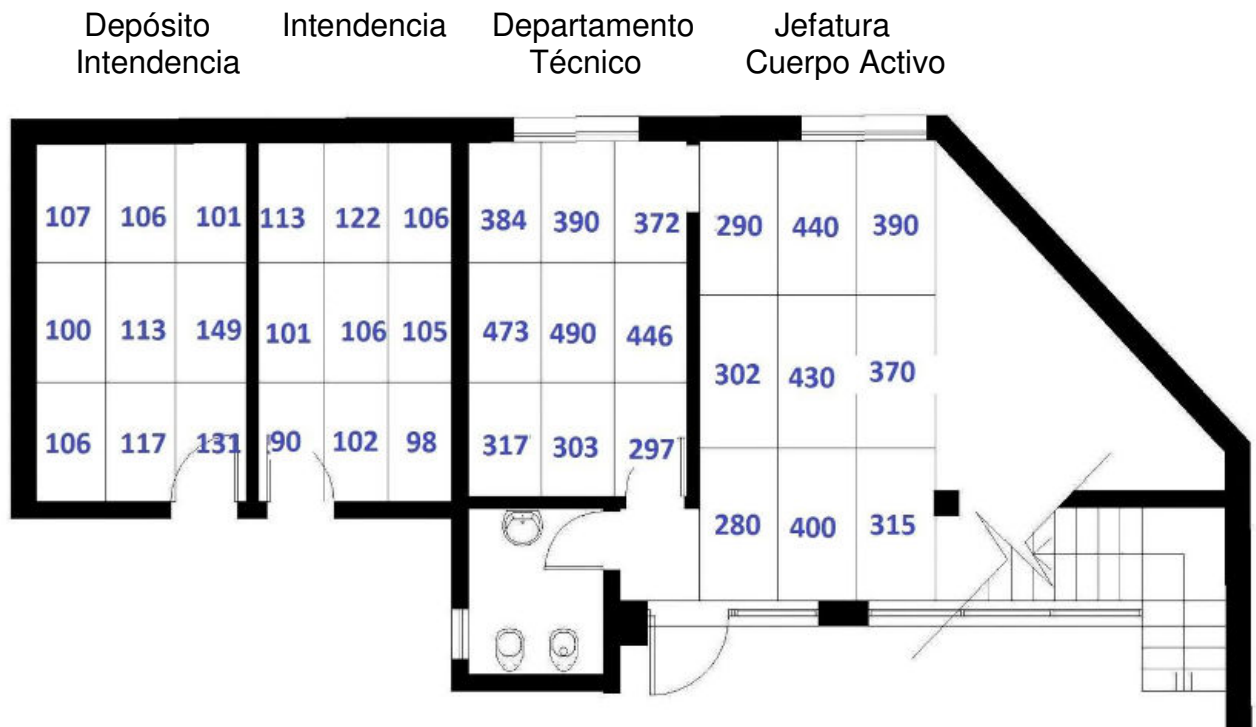 Depósito Intendencia Departamento Jefatura
Intendencia Técnico Cuerpo Activo
107 106 101 113 122 106 384 390 372 290 440 390
100 113 149 101 106 105 473 490 446 302 430 370
106 117 131 90 102 98 317 303 297 280 400 315